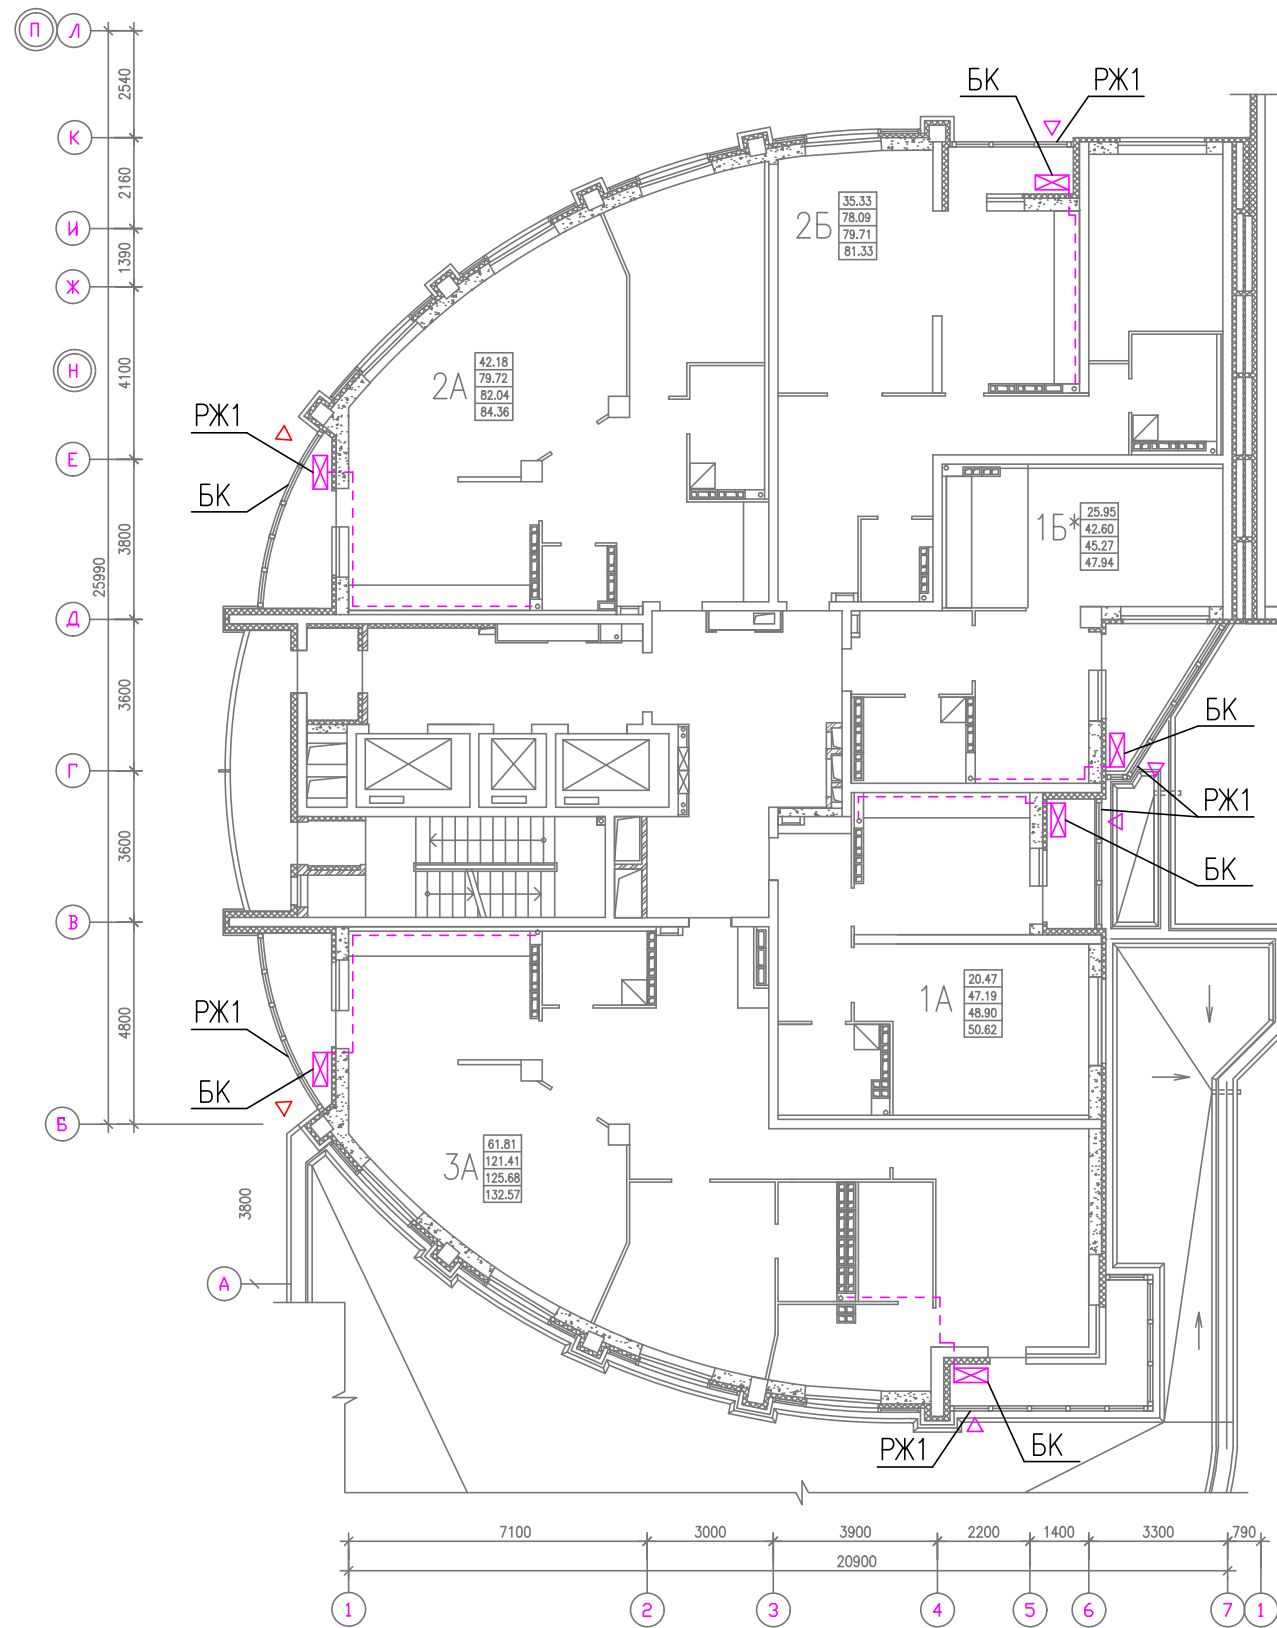 П Л
2540
БК РЖ1
К
2160
И
35.33
2Б 78.09
79.71
81.33
1390
Ж
Н
4100
42.18
2А 79.72
82.04
84.36
РЖ1
Е
БК
25.95
1Б* 42.60
45.27
47.94
3800
25990
Д
3600
БК
Г
РЖ1
3600
БК
В
20.47
1А 47.19
48.90
50.62
РЖ1
4800
БК
Б
61.81
3А 121.41
125.68
132.57
3800
А
РЖ1 БК
7100 3000 3900 2200 1400 3300 790
20900
1 2 3 4 5 6 7 1